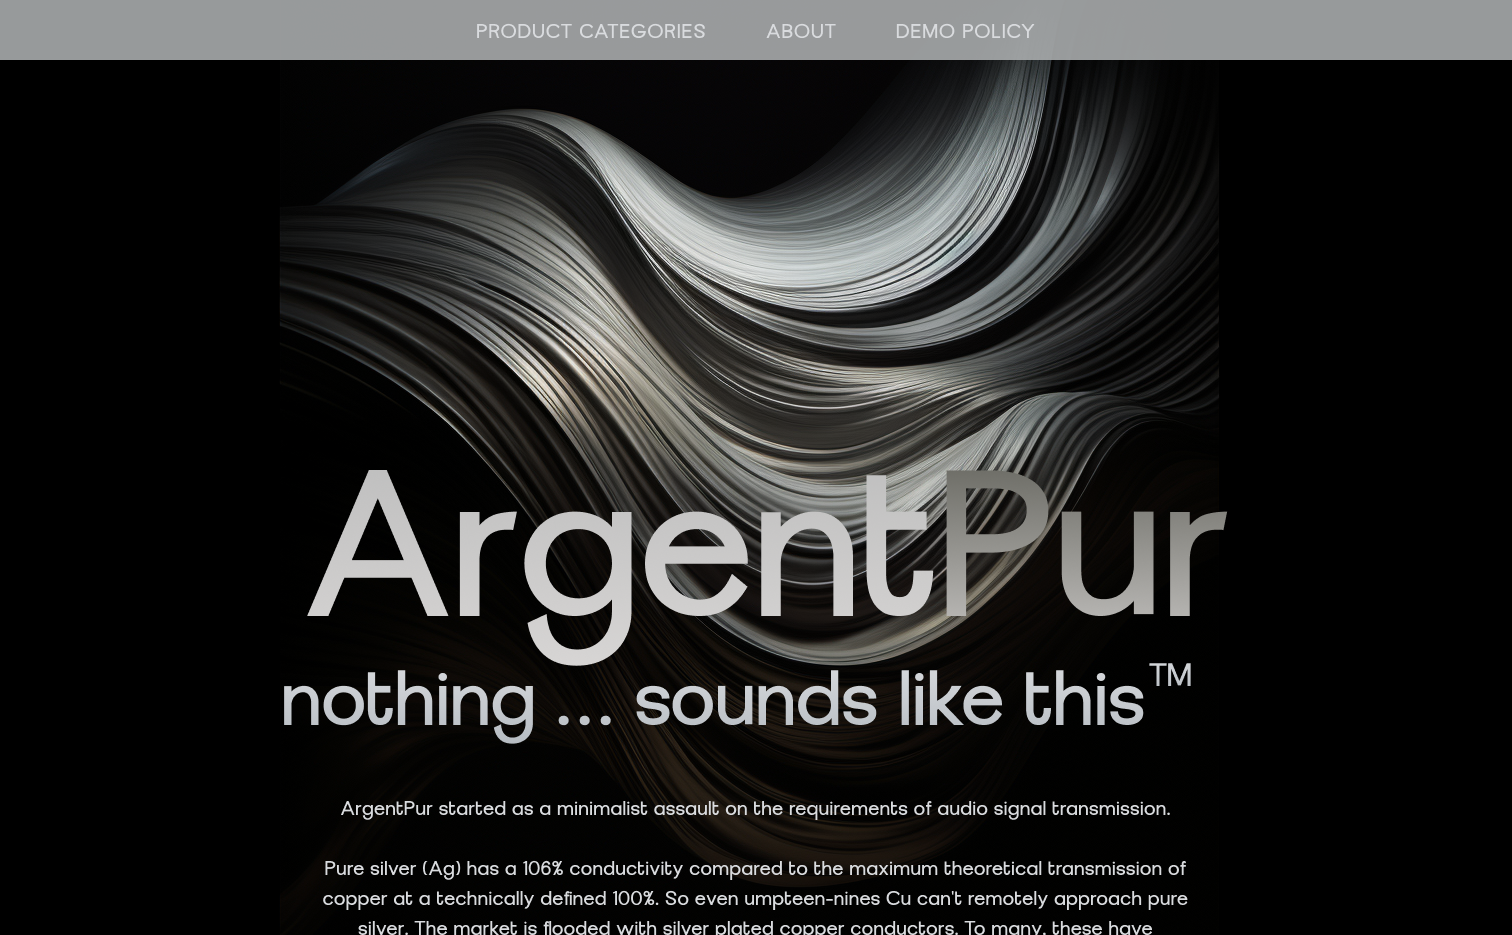 PRODUCT CATEGORIES ABOUT DEMO POLICY
ArgentPur
nothing ... sounds like this™
ArgentPur started as a minimalist assault on the requirements of audio signal transmission.
Pure silver (Ag) has a 106% conductivity compared to the maximum theoretical transmission of
copper at a technically defined 100%. So even umpteen-nines Cu can't remotely approach pure
silver. The market is flooded with silver plated copper conductors. To many, these have